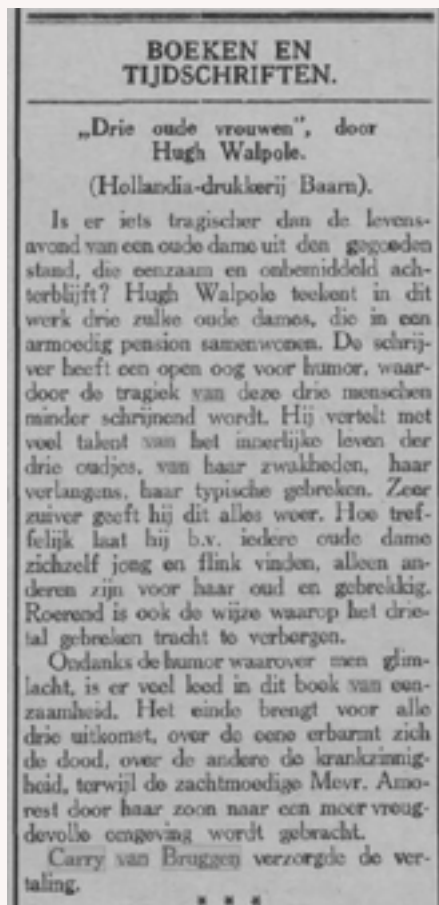 BOEKEN EN
TIJDSCHRIFTEN.
„Drie oude vrouwen”, door
Hugh Walpole.
(Hollandia-drukkerij Baarn).
Is er iets tragischer dan de levens-
avond van een oude dame uit den gegoeden
stand, die eenzaam en onbemiddeld ach-
terblijft? Hugh Walpole teekent in dit
werk drie zulke oude dames, die in een
armoedig pension samenwonen. De schrij-
ver heeft een open oog voor humor, waar-
door de tragiek van deze drie menschen
minder schrijnend wordt. Hij vertelt met
veel talent van het innerlijke leven der
drie oudjes, van haar zwakheden, haar
verlangens, haar typische gebreken. Zeer
zuiver geeft hij dit alles weer. Hoe tref-
felijk laat hij b.v. iedere oude dame
zichzelf jong en flink vinden, alleen an-
deren zijn voor haar oud en gebrekkig.
Roerend is ook de wijze waarop het drie-
tal gebreken tracht te verbergen.
Ondanks de humor waarover men glim-
lacht, is er veel leed in dit boek van een-
zaamheid. Het einde brengt voor alle
drie uitkomst, over de eene erbarmt zich
de dood, over de andere de krankzinnig-
heid, terwijl de zachtmoedige Mevr. Amo-
rest door haar zoon naar een meer vreug-
devolle omgeving wordt gebracht.
Carry van Bruggen verzorgde de ver-
taling.
* * *